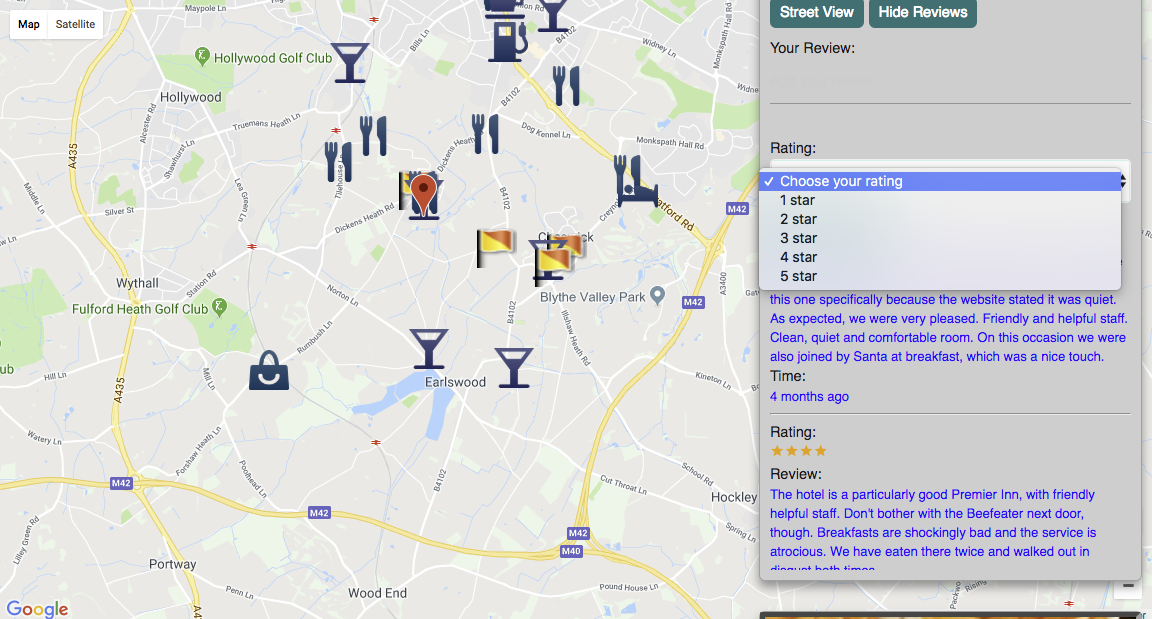 Map
Satellite
Maypole Ln
Hollywood Golf Club
Hollywood
Bills Ln
Truemans Heath Ln
Alcester Rd
Shawhurst Ln
A435
Middle Ln
Silver St
Lea Green Ln
Tilehouse
Dickens Heath
Dickens Heath Rd
B4102
Dog Kennel Ln
B4102
Widney Ln
Monkspath Hall Rd
Monkspath Hall Rd
B4102
M42
Wythall
Station Rd
Fulford Heath Golf Club
Norton Ln
Rumbush Ln
Blythe Valley Park
M42
A3400
B4102
Illshaw Heath Rd
Earlswood
Hill Ln
Mill Ln
A435
Kineton Ln
Watery Ln
Forshaw Heath Ln
Poolhead Ln
M42
M42
B4102
Cut Throat Ln
School Rd
Hockley
Spring Ln
M42
M40
Lilley Green Rd
Portway
A435
Penn Ln
Wood End
Pound House Ln
Rising
Google
Street View
Hide Reviews
Your Review:
Rating:
✓ Choose your rating
1 star
2 star
3 star
4 star
5 star
this one specifically because the website stated it was quiet.
As expected, we were very pleased. Friendly and helpful staff.
Clean, quiet and comfortable room. On this occasion we were
also joined by Santa at breakfast, which was a nice touch.
Time:
4 months ago
Rating:
★★★★
Review:
The hotel is a particularly good Premier Inn, with friendly
helpful staff. Don't bother with the Beefeater next door,
though. Breakfasts are shockingly bad and the service is
atrocious. We have eaten there twice and walked out in
disgust both times